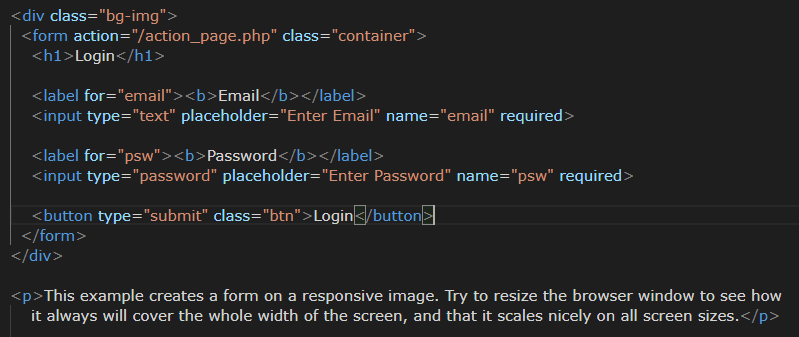 <div class="bg-img">
<form action="/action_page.php" class="container">
<h1>Login</h1>
<label for="email"><b>Email</b></label>
<input type="text" placeholder="Enter Email" name="email" required>
<label for="psw"><b>Password</b></label>
<input type="password" placeholder="Enter Password" name="psw" required>
<button type="submit" class="btn">Login</button>
</form>
</div>
<p>This example creates a form on a responsive image. Try to resize the browser window to see how
it always will cover the whole width of the screen, and that it scales nicely on all screen sizes.</p>